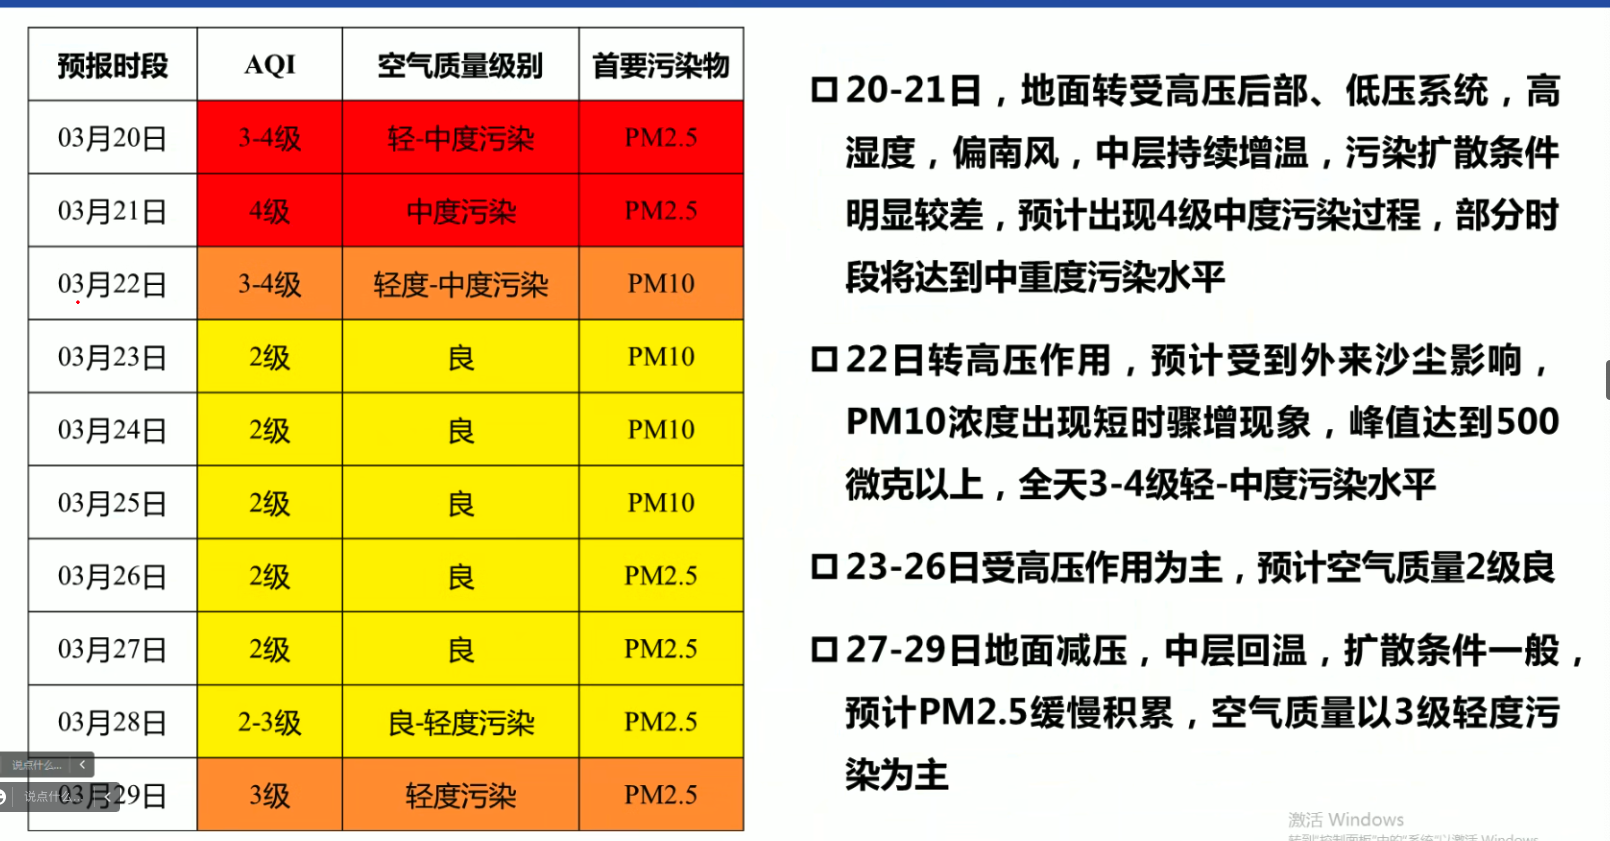 预报时段 AQI 空气质量级别 首要污染物
03月20日 3-4级 轻-中度污染 PM2.5
03月21日 4级 中度污染 PM2.5
03月22日 3-4级 轻度-中度污染 PM10
03月23日 2级 良 PM10
03月24日 2级 良 PM10
03月25日 2级 良 PM10
03月26日 2级 良 PM2.5
03月27日 2级 良 PM2.5
03月28日 2-3级 良-轻度污染 PM2.5
03月29日 3级 轻度污染 PM2.5
20-21日，地面转受高压后部、低压系统，高
湿度，偏南风，中层持续增温，污染扩散条件
明显较差，预计出现4级中度污染过程，部分时
段将达到中重度污染水平
22日转高压作用，预计受到外来沙尘影响，
PM10浓度出现短时骤增现象，峰值达到500
微克以上，全天3-4级轻-中度污染水平
23-26日受高压作用为主，预计空气质量2级良
27-29日地面减压，中层回温，扩散条件一般，
预计PM2.5缓慢积累，空气质量以3级轻度污
染为主
说点什么...
说点什么...
激活 Windows
转到"控制面板"中的"系统"以激活 Windows